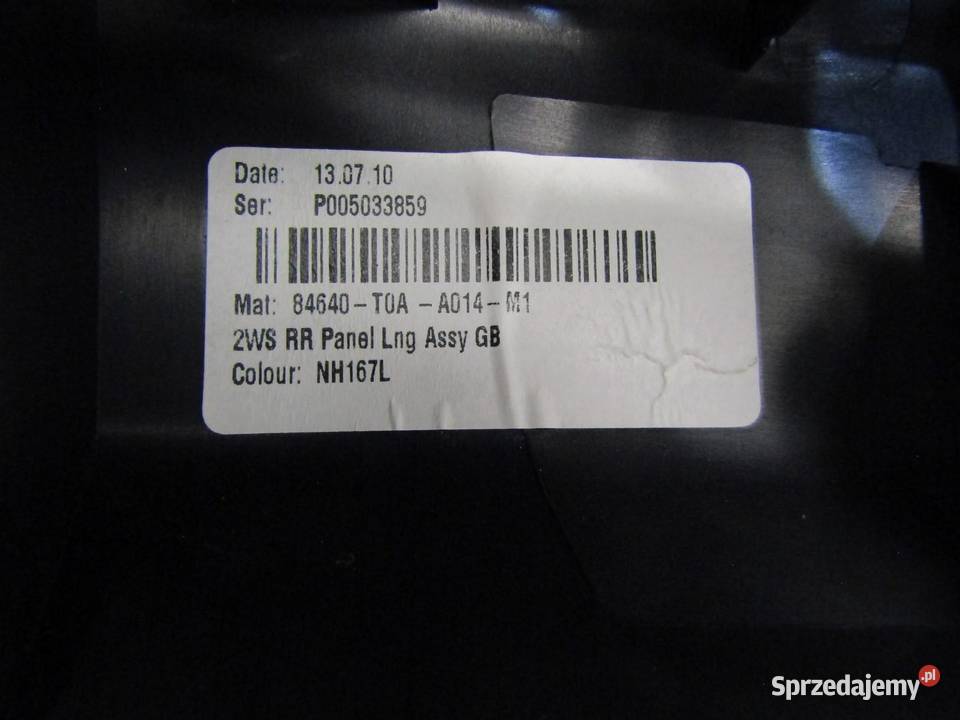 Date: 13.07.10
Ser: P005033859
Mat: 84640-T0A -A014-M1
2WS RR Panel Lng Assy GB
Colour: NH167L
Sprzedajemy.pl